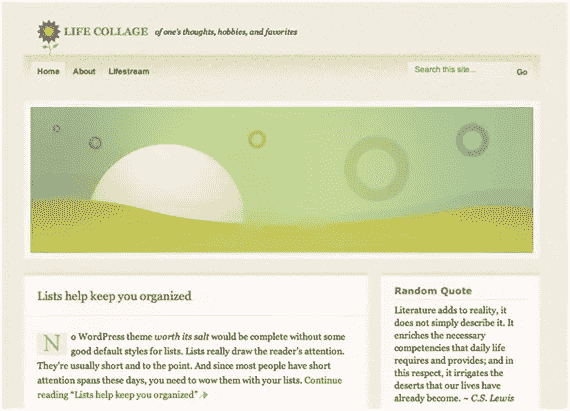 LIFE COLLAGE of one's thoughts, hobbies, and favorites
Home About Lifestream
Search this site... Go
Lists help keep you organized
No WordPress theme worth its salt would be complete without some
good default styles for lists. Lists really draw the reader's attention.
They're usually short and to the point. And since most people have short
attention spans these days, you need to wow them with your lists. Continue
reading "Lists help keep you organized"
Random Quote
Literature adds to reality, it
does not simply describe it. It
enriches the necessary
competencies that daily life
requires and provides; and in
this respect, it irrigates the
deserts that our lives have
already become. ~ C.S. Lewis